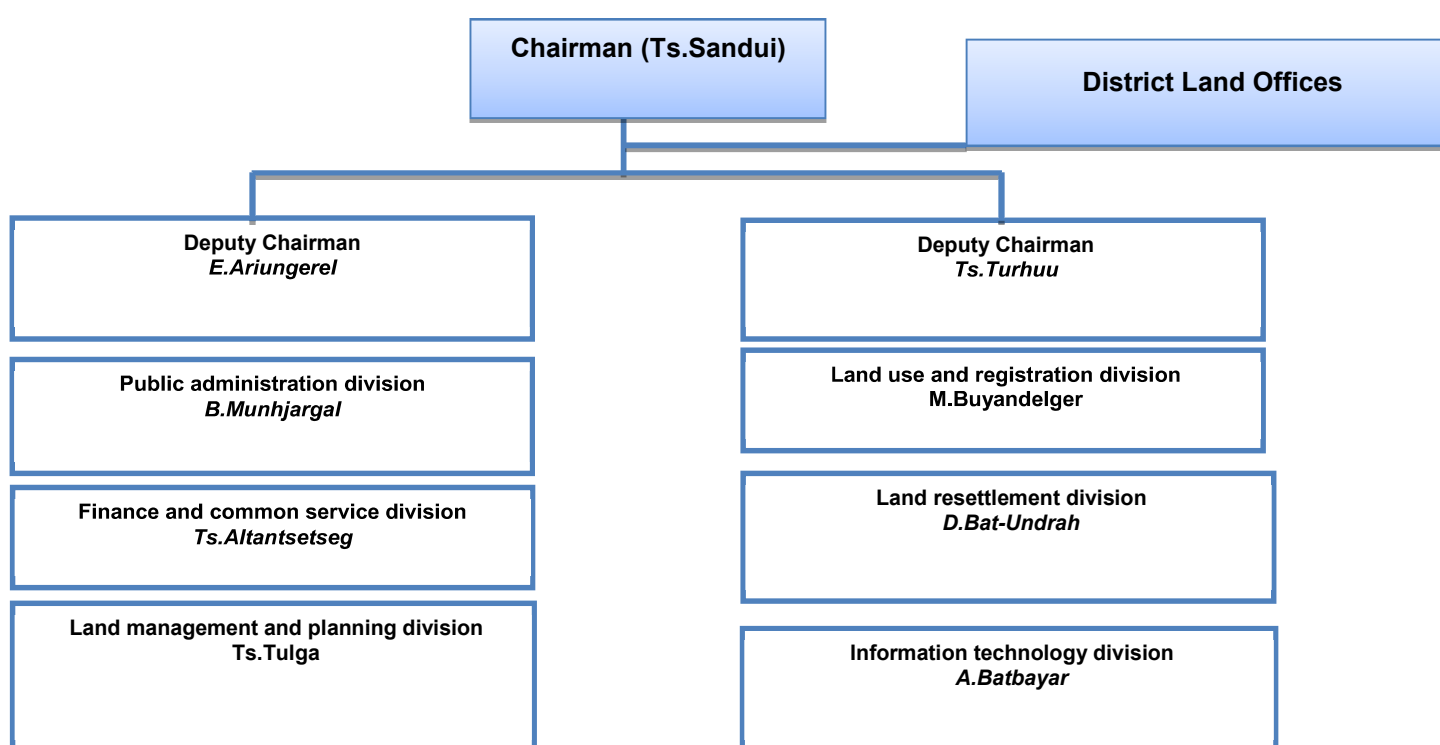 Chairman (Ts.Sandui)
District Land Offices
Deputy Chairman
E.Ariungerel
Public administration division
B.Munhjargal
Finance and common service division
Ts.Altantsetseg
Land management and planning division
Ts.Tulga
Deputy Chairman
Ts.Turhuu
Land use and registration division
M.Buyandelger
Land resettlement division
D.Bat-Undrah
Information technology division
A.Batbayar